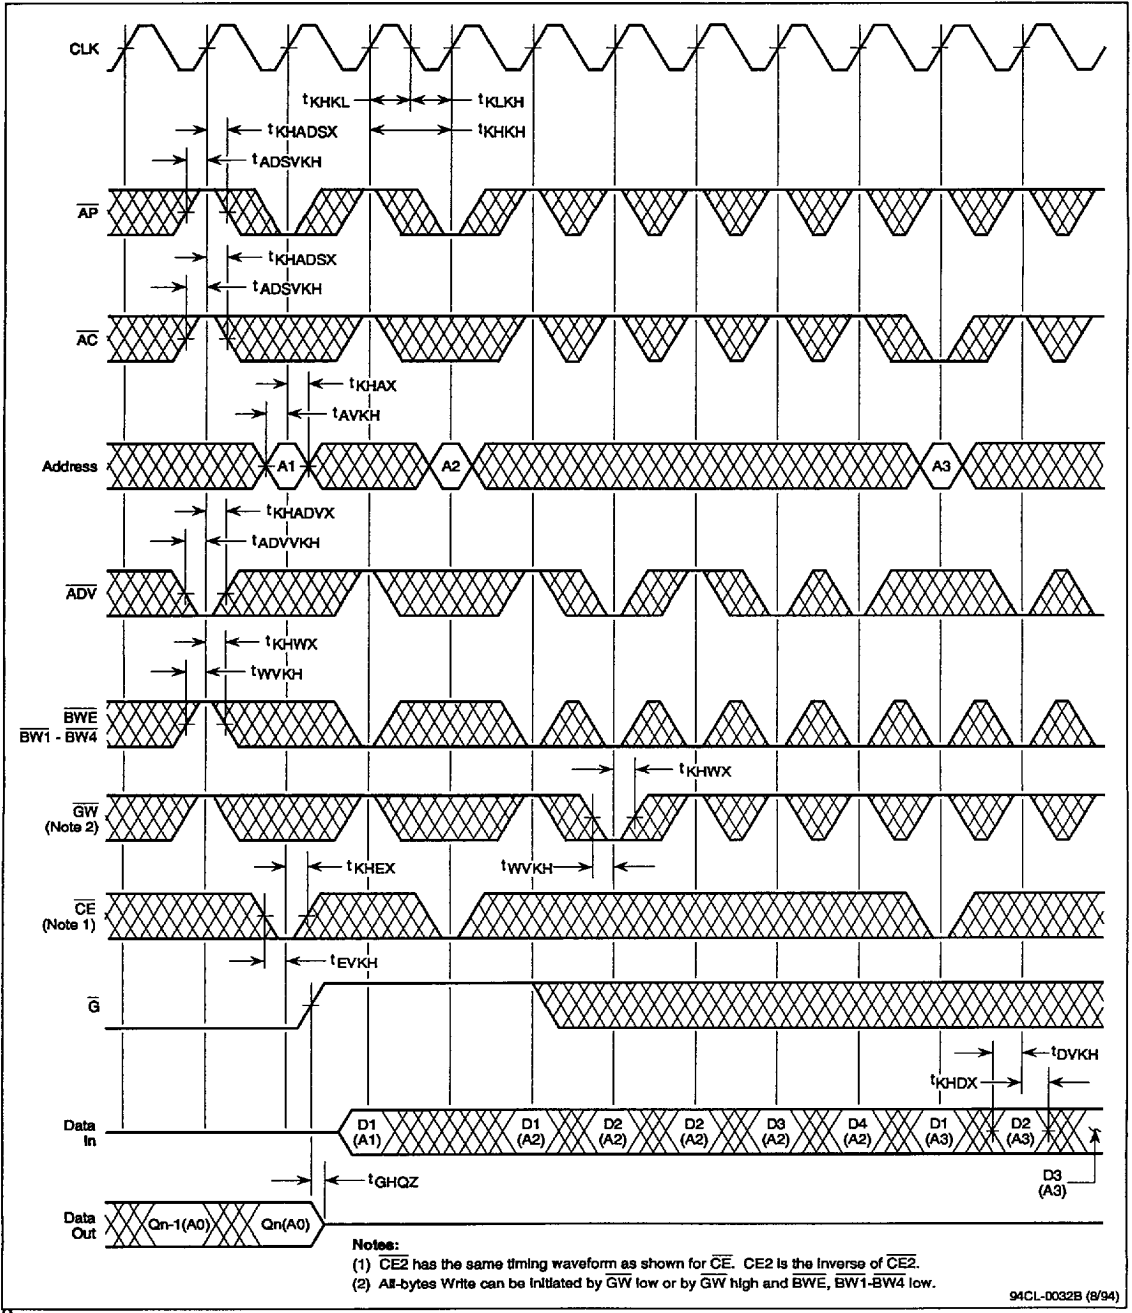 CLK
tKHKL
tKLKH
tKHADSX
tKHKH
tADSVKH
AP
tKHADSX
tADSVKH
AC
tKHAX
tAVKH
Address
A1
A2
A3
tKHADVX
tADVVKH
ADV
tKHWX
tWVKH
BWE
BW1 - BW4
tKHWX
GW
(Note 2)
tKHEX
tWVKH
CE
(Note 1)
tEVKH
G
tDVKH
tKHDX
Data In
D1 (A1)
D1 (A2)
D2 (A2)
D2 (A2)
D3 (A2)
D4 (A2)
D1 (A3)
D2 (A3)
D3 (A3)
tGHQZ
Data Out
Qn-1(A0)
Qn(A0)
Notes:
(1) CE2 has the same timing waveform as shown for CE. CE2 is the inverse of CE2.
(2) All-bytes Write can be initiated by GW low or by GW high and BWE, BW1-BW4 low.
94CL-0032B (8/94)